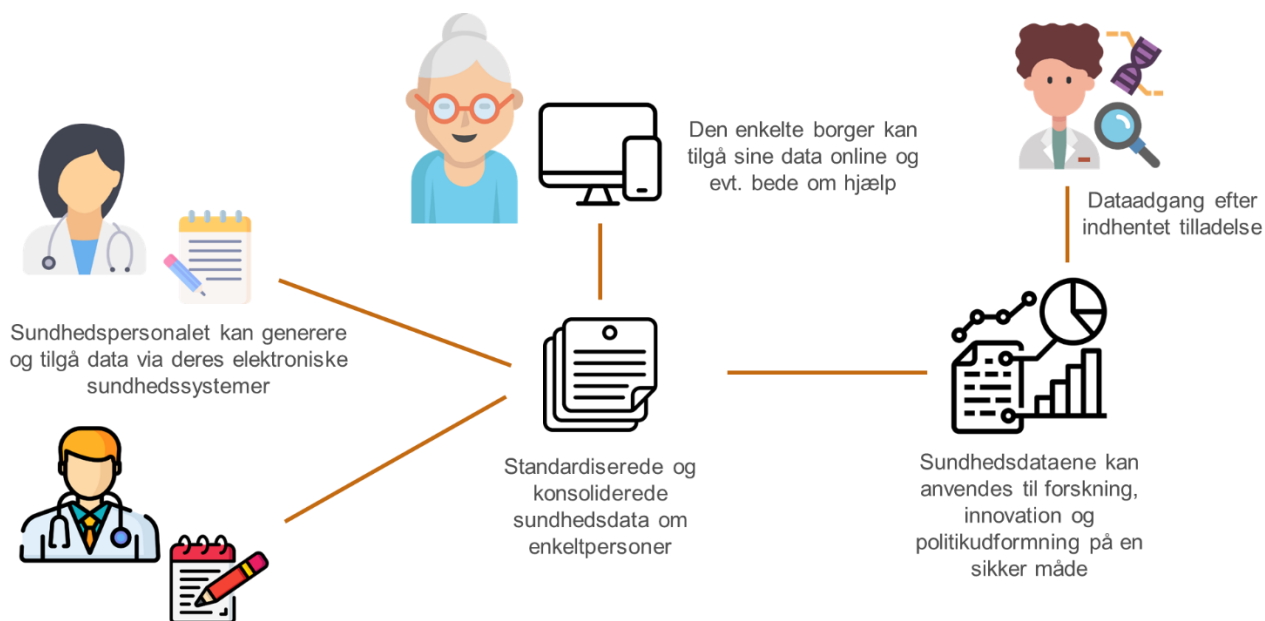 Den enkelte borger kan
tilgå sine data online og
evt. bede om hjælp
Dataadgang efter
indhentet tilladelse
Sundhedspersonalet kan generere
og tilgå data via deres elektroniske
sundhedssystemer
Standardiserede og
konsoliderede
sundhedsdata om
enkeltpersoner
Sundhedsdataene kan
anvendes til forskning,
innovation og
politikudformning på en
sikker måde